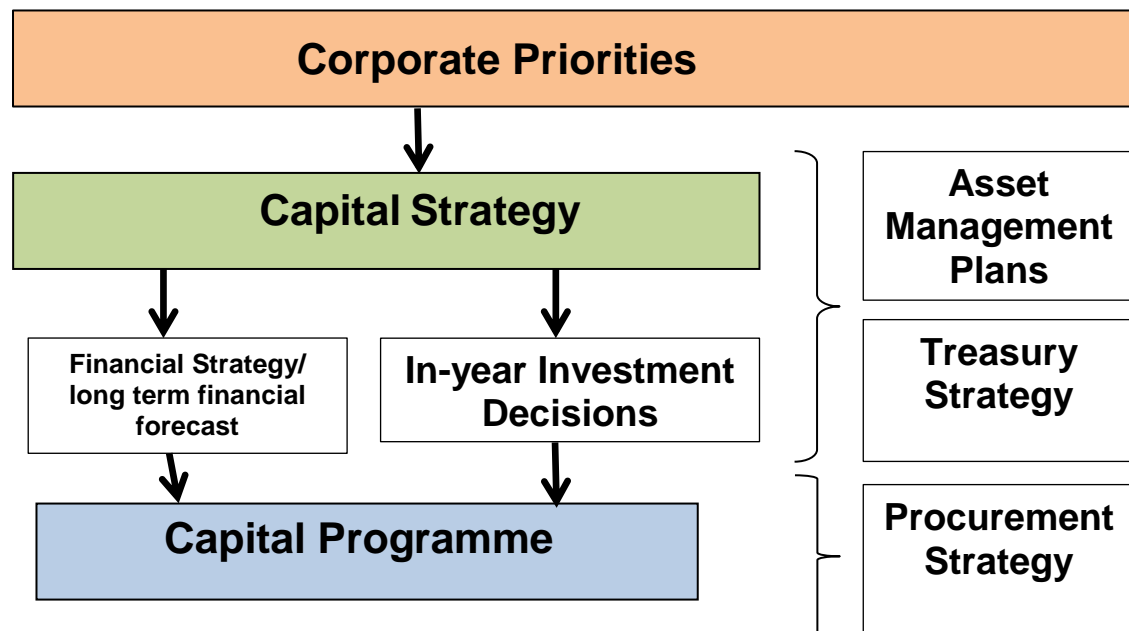 Corporate Priorities
Capital Strategy
Asset
Management
Plans
Financial Strategy/
long term financial
forecast
In-year Investment
Decisions
Treasury
Strategy
Capital Programme
Procurement
Strategy